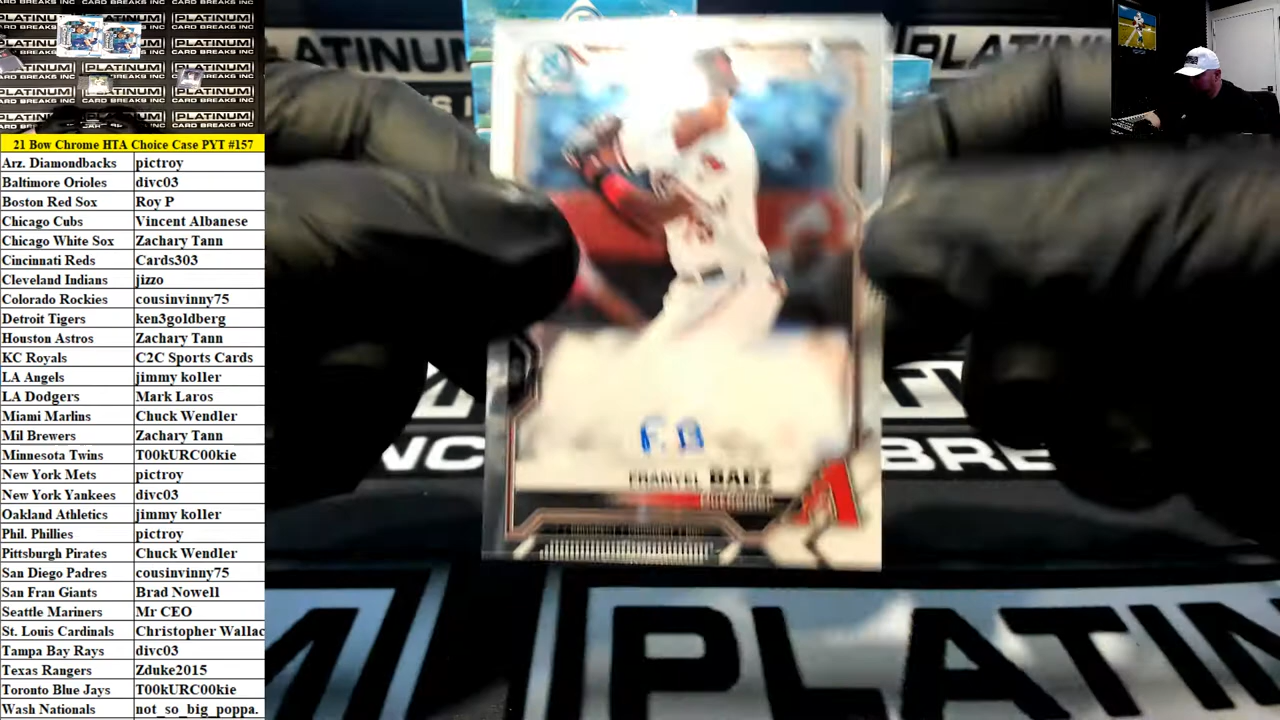 21 Bow Chrome HTA Choice Case PYT #157
Arz. Diamondbacks pictroy
Baltimore Orioles divc03
Boston Red Sox Roy P
Chicago Cubs Vincent Albanese
Chicago White Sox Zachary Tann
Cincinnati Reds Cards303
Cleveland Indians jizzo
Colorado Rockies cousinvinny75
Detroit Tigers ken3goldberg
Houston Astros Zachary Tann
KC Royals C2C Sports Cards
LA Angels jimmy koller
LA Dodgers Mark Laros
Miami Marlins Chuck Wendler
Mil Brewers Zachary Tann
Minnesota Twins T00kURC00kie
New York Mets pictroy
New York Yankees divc03
Oakland Athletics jimmy koller
Phil. Phillies pictroy
Pittsburgh Pirates Chuck Wendler
San Diego Padres cousinvinny75
San Fran Giants Brad Nowell
Seattle Mariners Mr CEO
St. Louis Cardinals Christopher Wallac
Tampa Bay Rays divc03
Texas Rangers Zduke2015
Toronto Blue Jays T00kURC00kie
Wash Nationals not_so_big_poppa.
PLATINUM
CARD BREAKS INC
ATINUM
PLATIN
F. B
FRANYEL BAEZ
NC
BRE
PLATIN